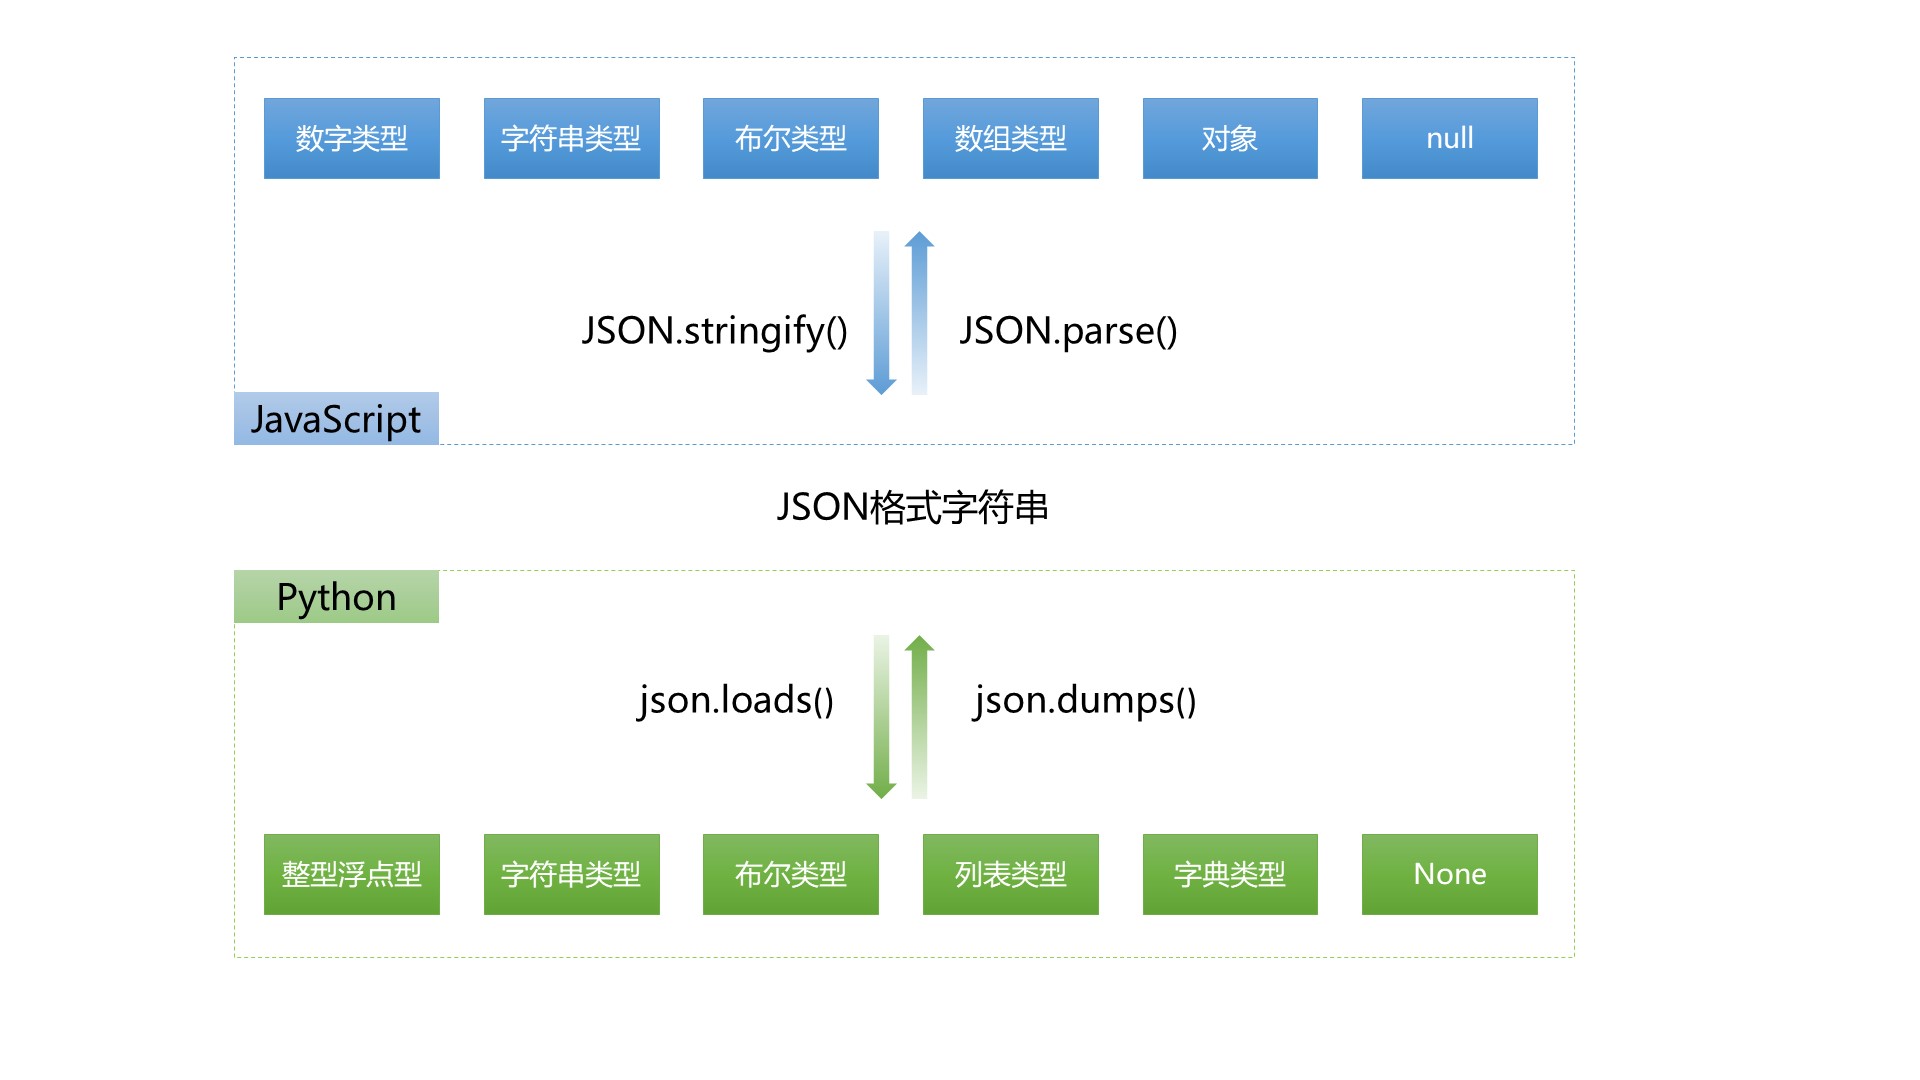 数字类型
字符串类型
布尔类型
数组类型
对象
null
JSON.stringify()
JSON.parse()
JavaScript
JSON格式字符串
Python
json.loads()
json.dumps()
整型浮点型
字符串类型
布尔类型
列表类型
字典类型
None